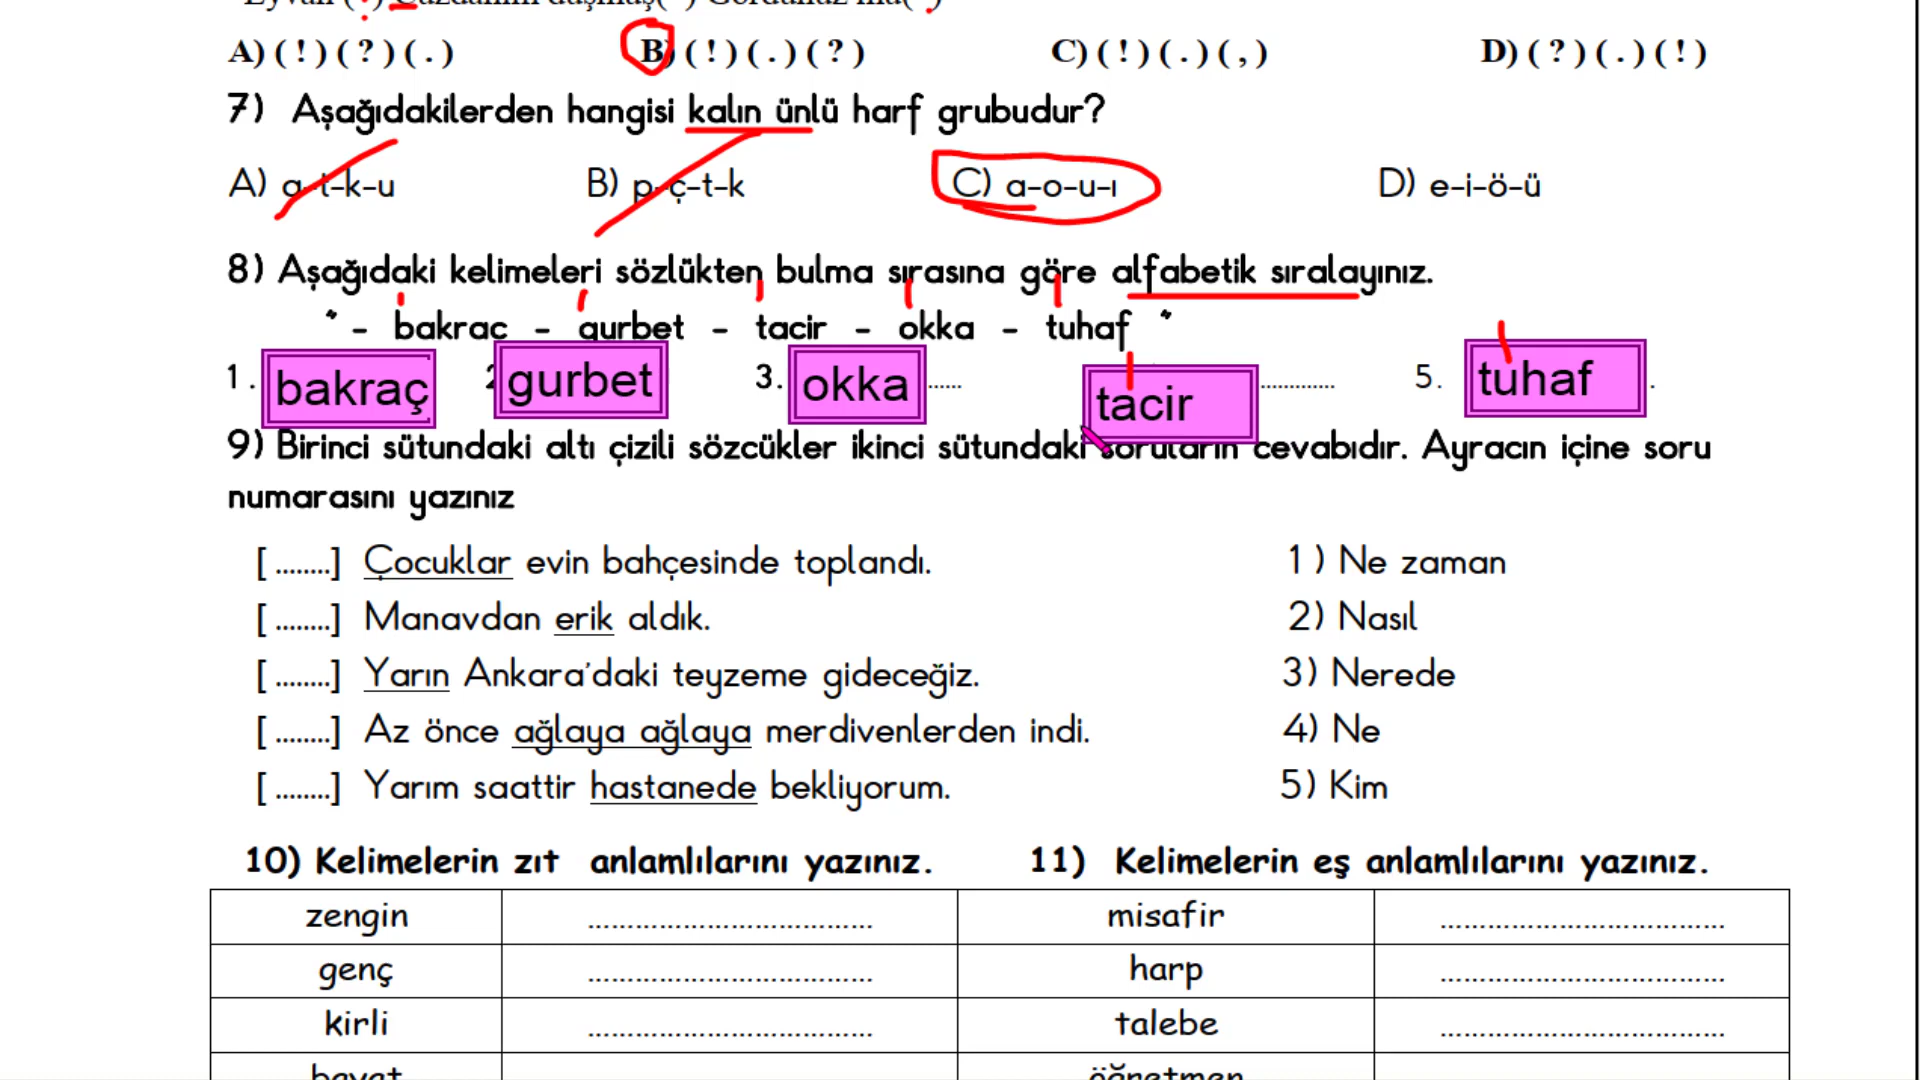 A) ( ! ) ( ? ) ( . ) B) ( ! ) ( . ) ( ? ) C) ( ! ) ( . ) ( , ) D) ( ? ) ( . ) ( ! )
7) Aşağıdakilerden hangisi kalın ünlü harf grubudur?
A) a-t-k-u B) p-ç-t-k C) a-o-u-ı D) e-i-ö-ü
8) Aşağıdaki kelimeleri sözlükten bulma sırasına göre alfabetik sıralayınız.
" - bakraç - gurbet - tacir - okka - tuhaf "
1. bakraç 2 gurbet 3. okka ...... tacir ............. 5. tuhaf .
9) Birinci sütundaki altı çizili sözcükler ikinci sütundaki soruların cevabıdır. Ayracın içine soru
numarasını yazınız
[ ........] Çocuklar evin bahçesinde toplandı. 1 ) Ne zaman
[ ........] Manavdan erik aldık. 2) Nasıl
[ ........] Yarın Ankara'daki teyzeme gideceğiz. 3) Nerede
[ ........] Az önce ağlaya ağlaya merdivenlerden indi. 4) Ne
[ ........] Yarım saattir hastanede bekliyorum. 5) Kim
10) Kelimelerin zıt anlamlılarını yazınız. 11) Kelimelerin eş anlamlılarını yazınız.
zengin .................................... misafir ....................................
genç .................................... harp ....................................
kirli .................................... talebe ....................................
bayat öğretmen